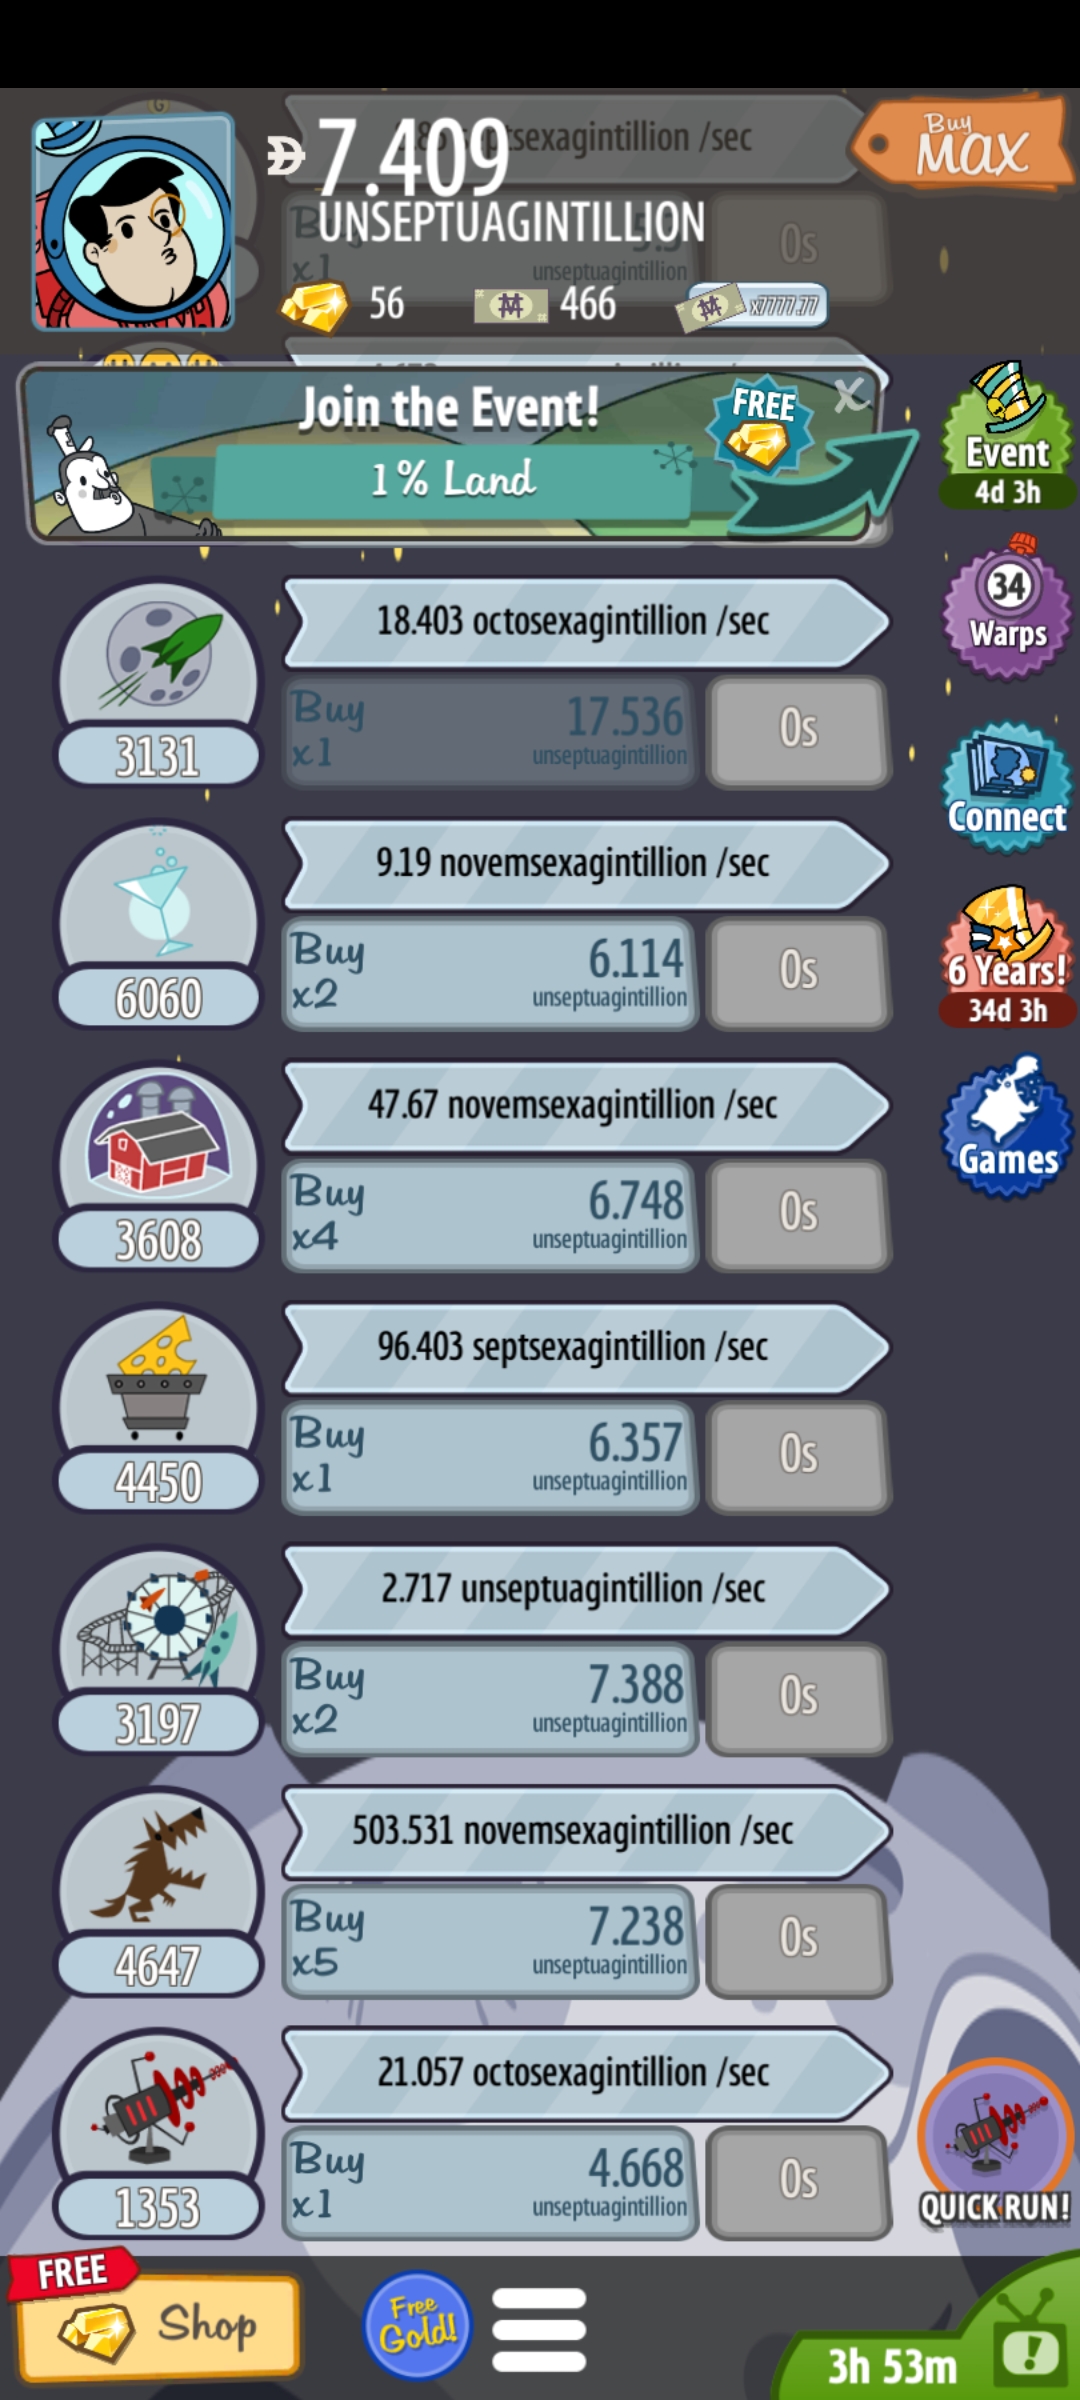 septsexagintillion /sec
7.409
UNSEPTUAGINTILLION
Buy
MAX
Buy
x1
unseptuagintillion
0s
56
466
x7777.77
Join the Event!
1% Land
FREE
X
Event
4d 3h
34
Warps
Connect
6 Years!
34d 3h
Games
18.403 octosexagintillion /sec
3131
Buy
x1
17.536
unseptuagintillion
0s
9.19 novemsexagintillion /sec
6060
Buy
x2
6.114
unseptuagintillion
0s
47.67 novemsexagintillion /sec
3608
Buy
x4
6.748
unseptuagintillion
0s
96.403 septsexagintillion /sec
4450
Buy
x1
6.357
unseptuagintillion
0s
2.717 unseptuagintillion /sec
3197
Buy
x2
7.388
unseptuagintillion
0s
503.531 novemsexagintillion /sec
4647
Buy
x5
7.238
unseptuagintillion
0s
21.057 octosexagintillion /sec
1353
Buy
x1
4.668
unseptuagintillion
0s
QUICK RUN!
FREE
Shop
Free
Gold!
3h 53m